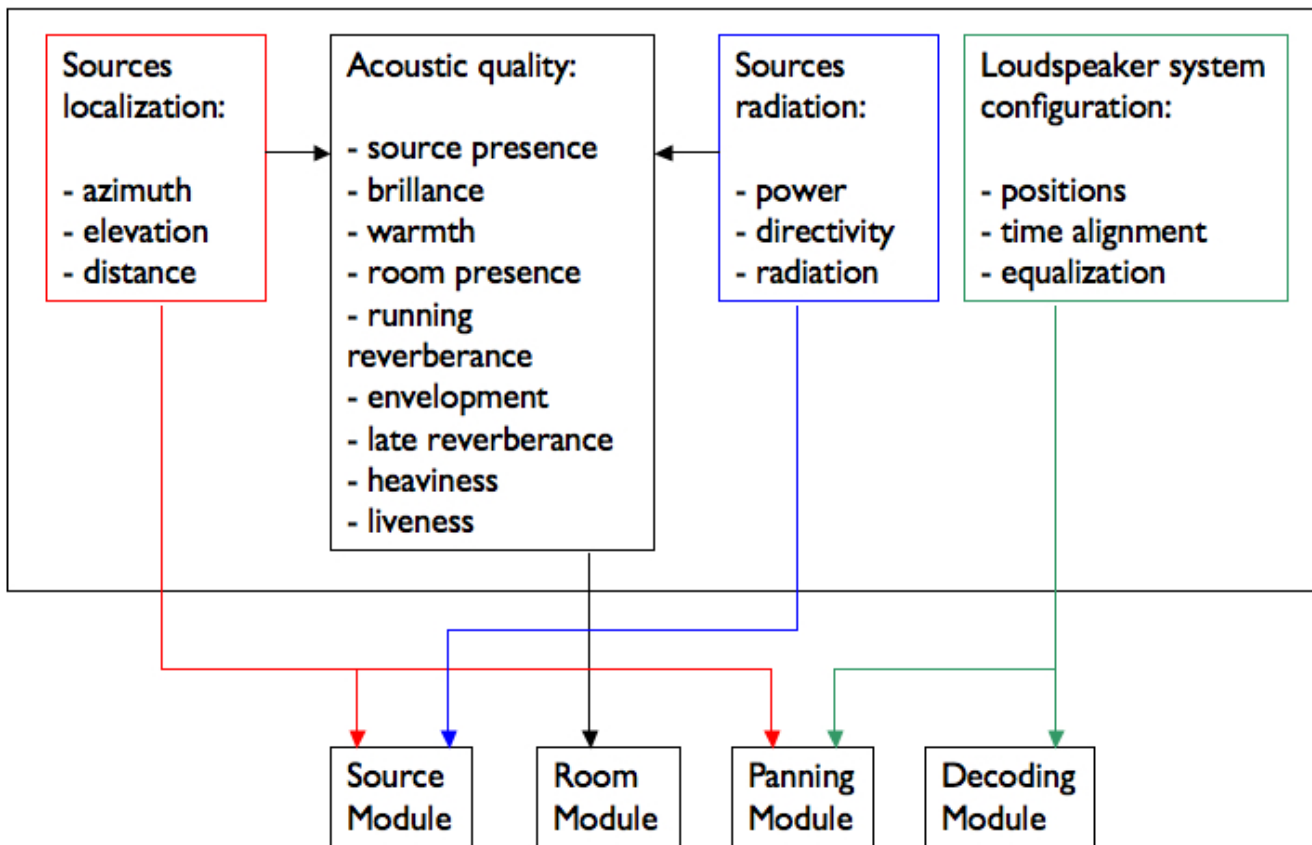 Sources
localization:
- azimuth
- elevation
- distance
Acoustic quality:
- source presence
- brillance
- warmth
- room presence
- running
reverberance
- envelopment
- late reverberance
- heaviness
- liveness
Sources
radiation:
- power
- directivity
- radiation
Loudspeaker system
configuration:
- positions
- time alignment
- equalization
Source
Module
Room
Module
Panning
Module
Decoding
Module